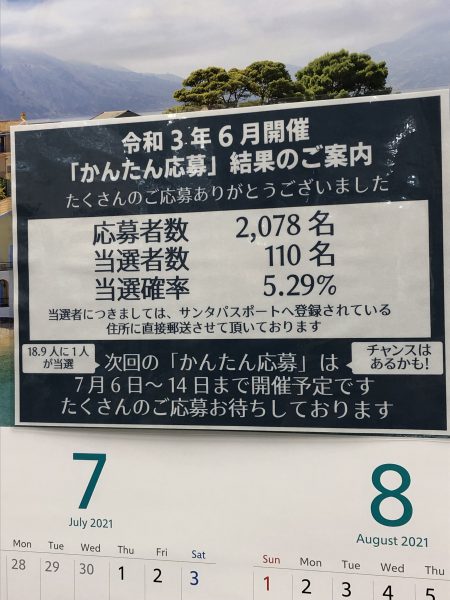 令和3年6月開催
「かんたん応募」結果のご案内
たくさんのご応募ありがとうございました
応募者数 2,078 名
当選者数 110 名
当選確率 5.29%
当選者につきましては、サンタパスポートへ登録されている
住所に直接郵送させて頂いております
18.9 人に 1 人
が当選
次回の「かんたん応募」は
チャンスは
あるかも!
7月6日～14日まで開催予定です
たくさんのご応募お待ちしております
7
July 2021
8
August 2021
Mon Tue Wed Thu Fri Sat
28 29 30 1 2 3
Sun Mon Tue Wed Thu
1 2 3 4 5